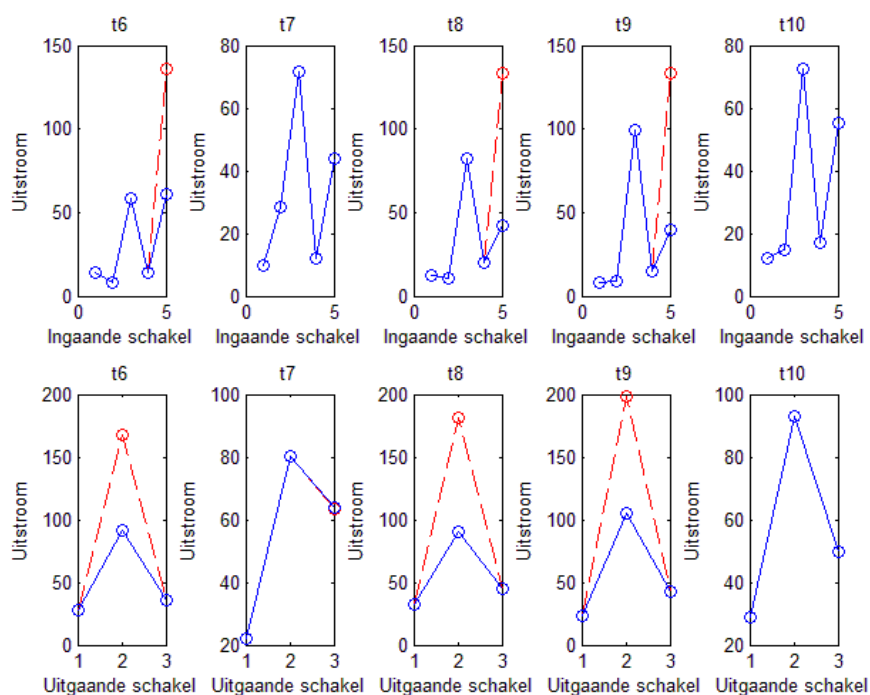 t6 t7 t8 t9 t10
150 80 150 150 80
100 60 100 100 60
40 40
50 50 50
20 20
0 0 0 0 0
0 5 0 5 0 5 0 5 0 5
Uitstroom Uitstroom Uitstroom Uitstroom Uitstroom
Ingaande schakel Ingaande schakel Ingaande schakel Ingaande schakel Ingaande schakel
t6 t7 t8 t9 t10
200 100 200 200 100
150 80 150 150 80
100 60 100 100 60
50 40 50 50 40
0 20 0 0 20
1 2 3 1 2 3 1 2 3 1 2 3 1 2 3
Uitstroom Uitstroom Uitstroom Uitstroom Uitstroom
Uitgaande schakel Uitgaande schakel Uitgaande schakel Uitgaande schakel Uitgaande schakel